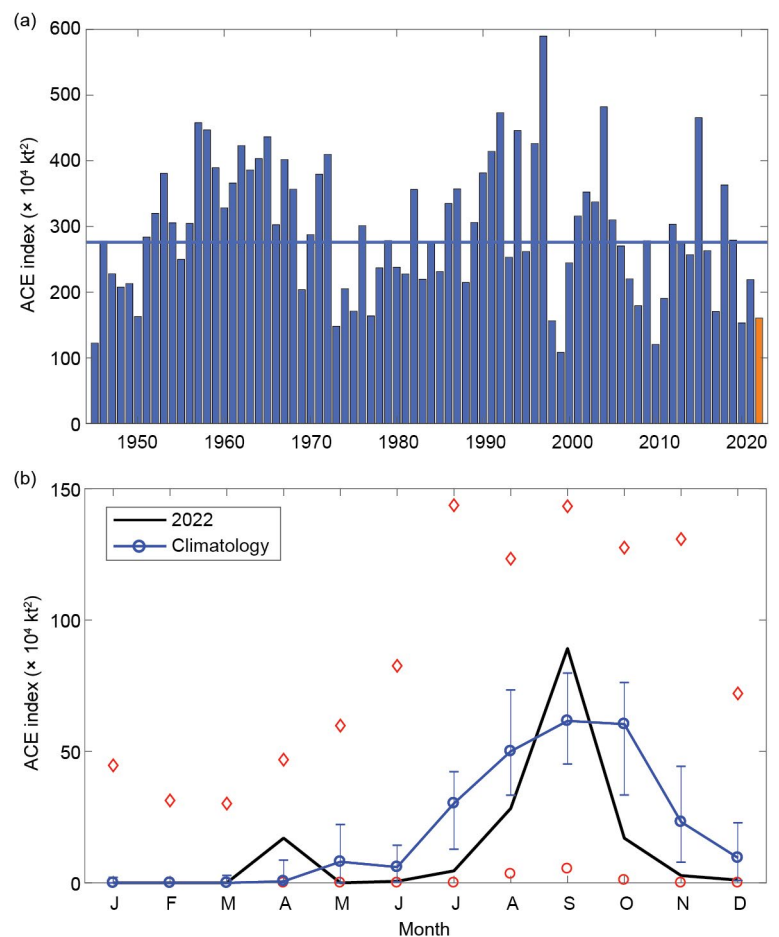 (a)
600
500
400
300
200
100
0
ACE index (× 10⁴ kt²)
1950 1960 1970 1980 1990 2000 2010 2020
(b)
150
100
50
0
ACE index (× 10⁴ kt²)
2022
Climatology
J F M A M J J A S O N D
Month